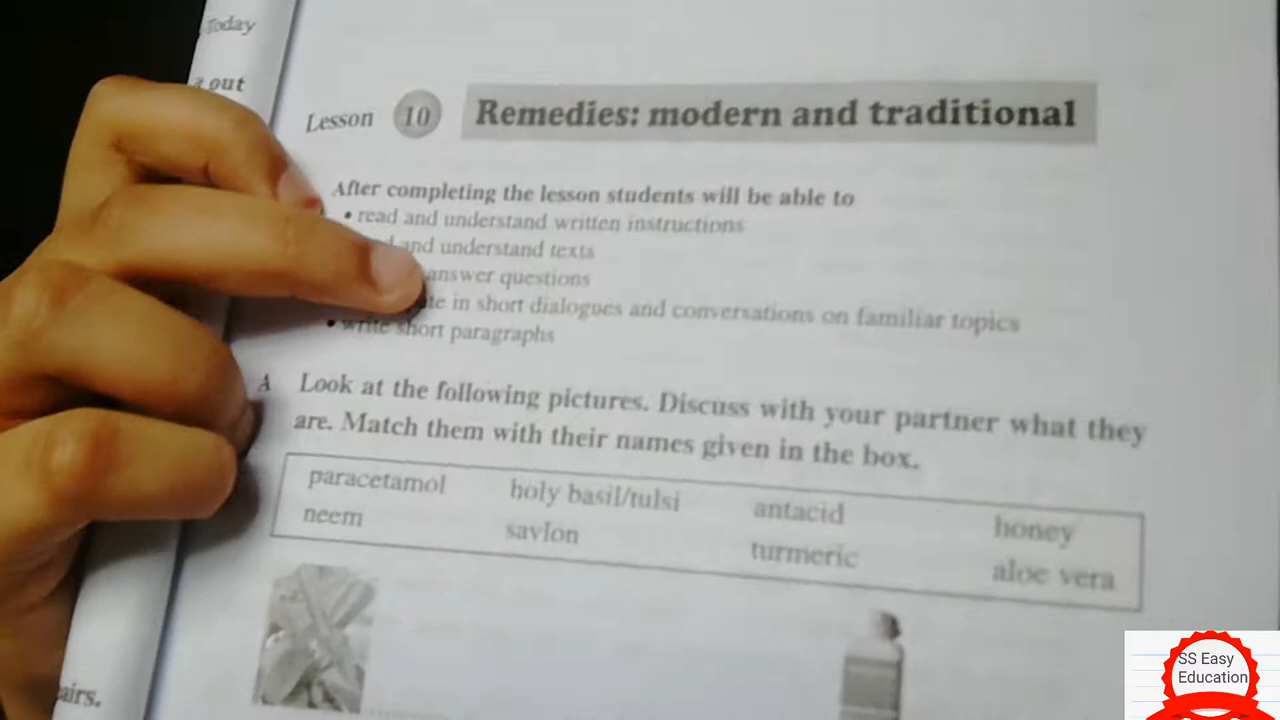 Today
out
Lesson 10 Remedies: modern and traditional
After completing the lesson students will be able to
• read and understand written instructions
and understand texts
answer questions
in short dialogues and conversations on familiar topics
• write short paragraphs
A Look at the following pictures. Discuss with your partner what they
are. Match them with their names given in the box.
paracetamol holy basil/tulsi antacid honey
neem savlon turmeric aloe vera
airs.
SS Easy
Education